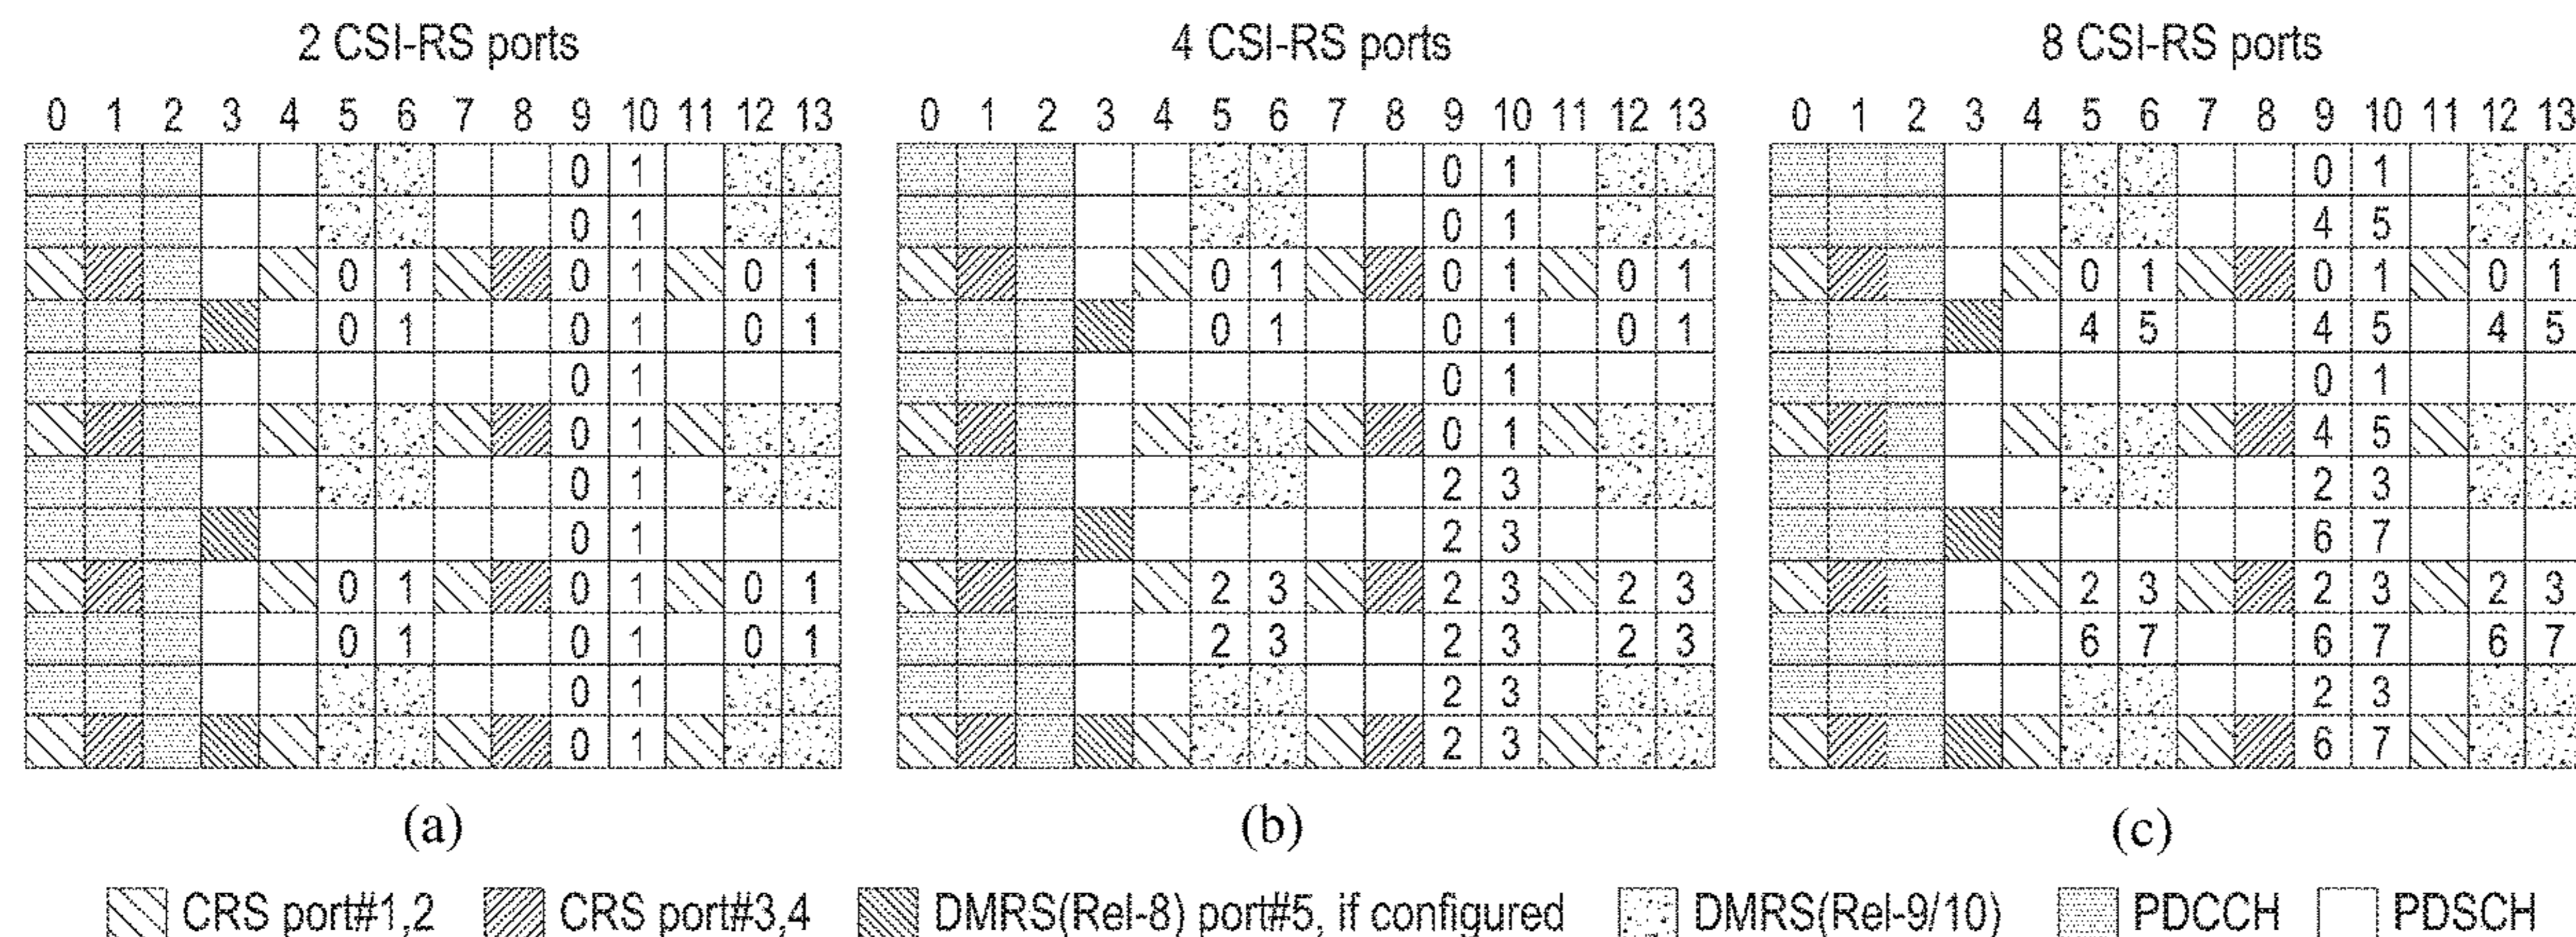 2 CSI-RS ports 4 CSI-RS ports 8 CSI-RS ports
0 1 2 3 4 5 6 7 8 9 10 11 12 13 0 1 2 3 4 5 6 7 8 9 10 11 12 13 0 1 2 3 4 5 6 7 8 9 10 11 12 13
0 1 0 1 0 1
0 1 0 1 4 5
0 1 0 1 0 1 0 1 0 1 0 1 0 1 0 1 0 1
0 1 0 1 0 1 0 1 0 1 0 1 4 5 4 5 4 5
0 1 0 1 0 1
0 1 0 1 4 5
0 1 2 3 2 3
0 1 2 3 6 7
0 1 0 1 0 1 2 3 2 3 2 3 2 3 2 3 2 3
0 1 0 1 0 1 2 3 2 3 2 3 6 7 6 7 6 7
0 1 2 3 2 3
0 1 2 3 6 7
(a) (b) (c)
CRS port#1,2 CRS port#3,4 DMRS(Rel-8) port#5, if configured DMRS(Rel-9/10) PDCCH PDSCH